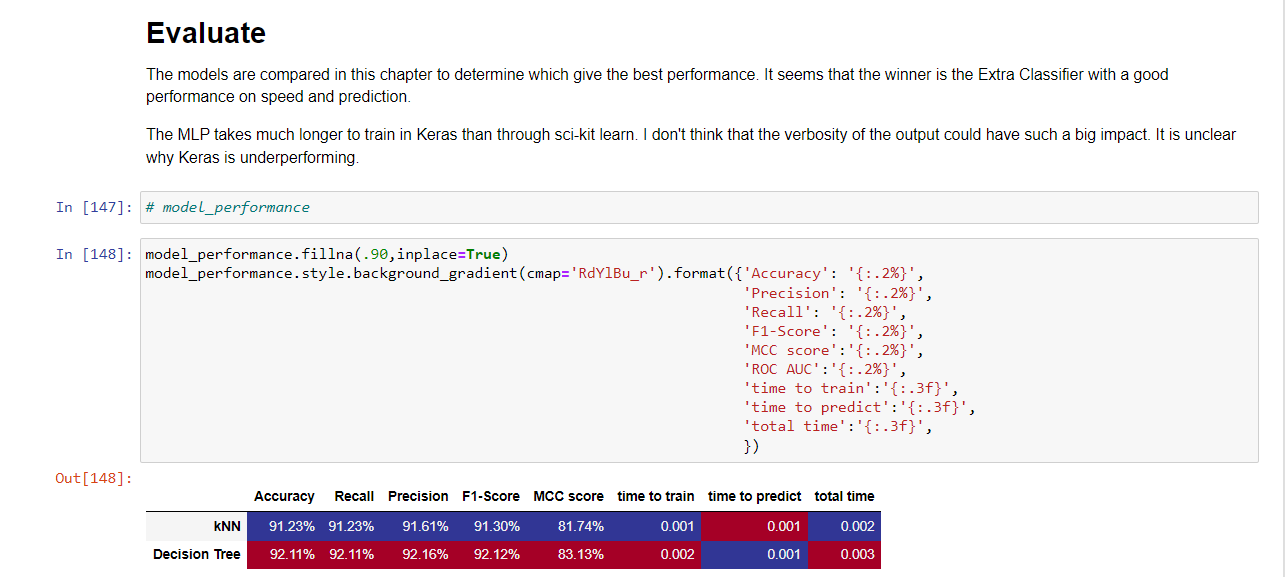 Evaluate
The models are compared in this chapter to determine which give the best performance. It seems that the winner is the Extra Classifier with a good
performance on speed and prediction.
The MLP takes much longer to train in Keras than through sci-kit learn. I don't think that the verbosity of the output could have such a big impact. It is unclear
why Keras is underperforming.
In [147]: # model_performance
In [148]: model_performance.fillna(.90,inplace=True)
model_performance.style.background_gradient(cmap='RdYlBu_r').format({'Accuracy': '{:.2%}',
'Precision': '{:.2%}',
'Recall': '{:.2%}',
'F1-Score': '{:.2%}',
'MCC score':'{:.2%}',
'ROC AUC':'{:.2%}',
'time to train':'{:.3f}',
'time to predict':'{:.3f}',
'total time':'{:.3f}',
})
Out[148]:
Accuracy Recall Precision F1-Score MCC score time to train time to predict total time
kNN 91.23% 91.23% 91.61% 91.30% 81.74% 0.001 0.001 0.002
Decision Tree 92.11% 92.11% 92.16% 92.12% 83.13% 0.002 0.001 0.003